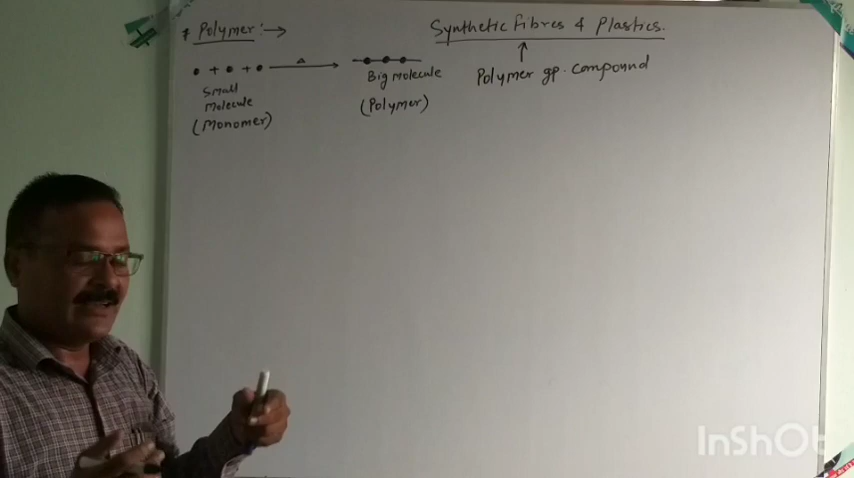 * Polymer :→
Synthetic Fibres & Plastics.
• + • + • —Δ→ •-•-•
Small Molecule
(Monomer)
Big Molecule
(Polymer)
Polymer gp. compound
InShOt